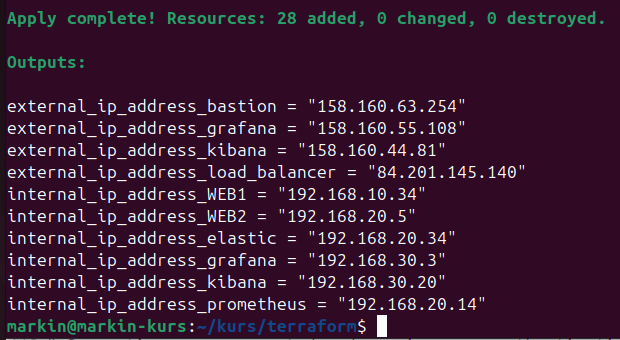 Apply complete! Resources: 28 added, 0 changed, 0 destroyed.
Outputs:
external_ip_address_bastion = "158.160.63.254"
external_ip_address_grafana = "158.160.55.108"
external_ip_address_kibana = "158.160.44.81"
external_ip_address_load_balancer = "84.201.145.140"
internal_ip_address_WEB1 = "192.168.10.34"
internal_ip_address_WEB2 = "192.168.20.5"
internal_ip_address_elastic = "192.168.20.34"
internal_ip_address_grafana = "192.168.30.3"
internal_ip_address_kibana = "192.168.30.20"
internal_ip_address_prometheus = "192.168.20.14"
markin@markin-kurs:~/kurs/terraform$